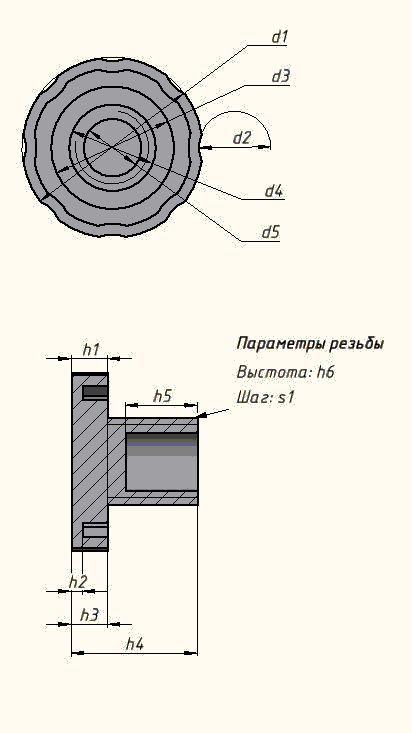 d1
d3
d2
d4
d5
h1
Параметры резьбы
Выстота: h6
Шаг: s1
h5
h2
h3
h4